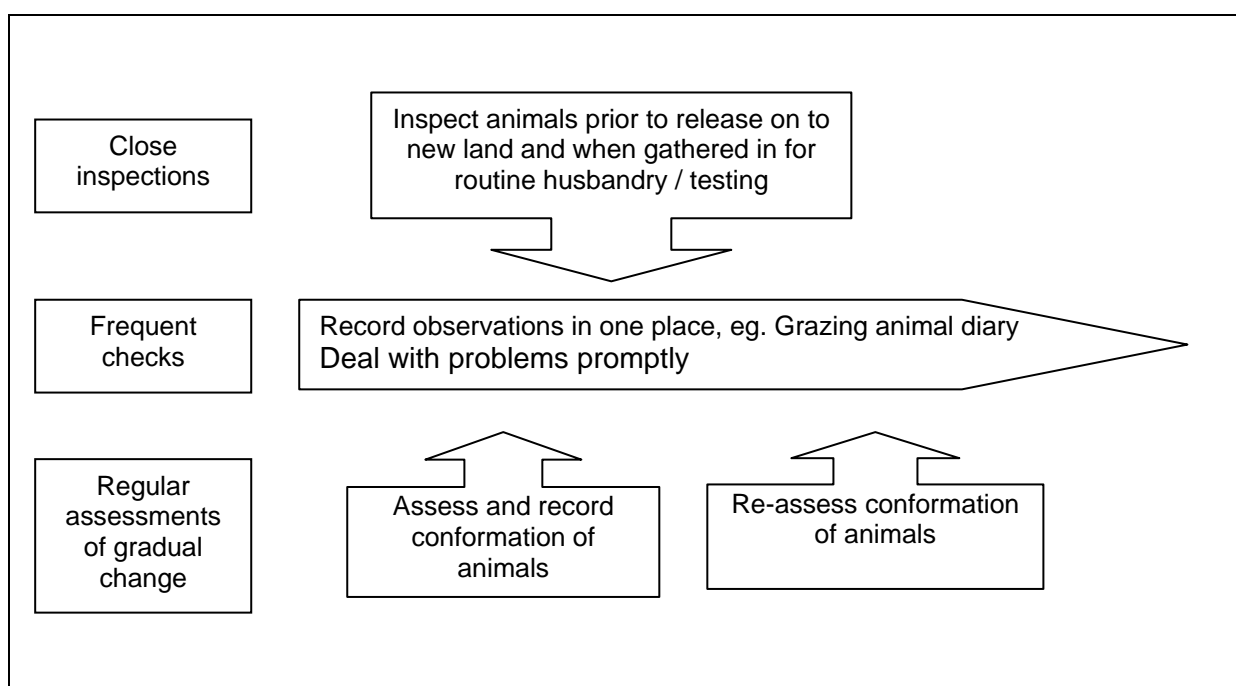 Close
inspections
Inspect animals prior to release on to
new land and when gathered in for
routine husbandry / testing
Frequent
checks
Record observations in one place, eg. Grazing animal diary
Deal with problems promptly
Regular
assessments
of gradual
change
Assess and record
conformation of
animals
Re-assess conformation
of animals